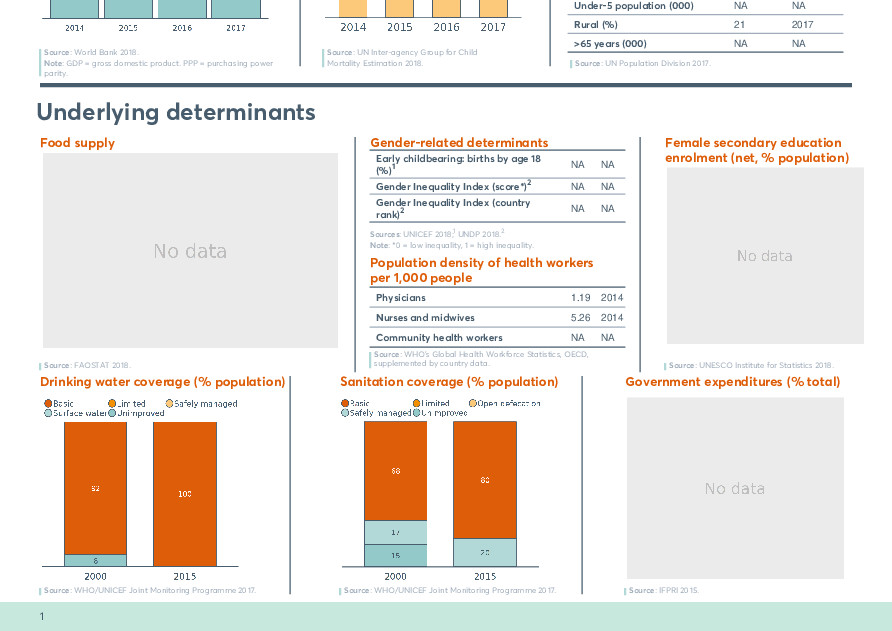 2014 2015 2016 2017
Source: World Bank 2018.
Note: GDP = gross domestic product. PPP = purchasing power
parity.
2014 2015 2016 2017
Source: UN Inter-agency Group for Child
Mortality Estimation 2018.
Under-5 population (000) NA NA
Rural (%) 21 2017
>65 years (000) NA NA
Source: UN Population Division 2017.
Underlying determinants
Food supply
No data
Source: FAOSTAT 2018.
Gender-related determinants
Early childbearing: births by age 18
(%)1 NA NA
Gender Inequality Index (score*)2 NA NA
Gender Inequality Index (country
rank)2 NA NA
Sources: UNICEF 2018,1 UNDP 2018.2
Note: *0 = low inequality, 1 = high inequality.
Population density of health workers
per 1,000 people
Physicians 1.19 2014
Nurses and midwives 5.26 2014
Community health workers NA NA
Source: WHO's Global Health Workforce Statistics, OECD,
supplemented by country data.
Female secondary education
enrolment (net, % population)
No data
Source: UNESCO Institute for Statistics 2018.
Drinking water coverage (% population)
Basic Limited Safely managed
Surface water Unimproved
100
8
2000 2015
Source: WHO/UNICEF Joint Monitoring Programme 2017.
Sanitation coverage (% population)
Basic Limited Open defecation
Safely managed Unimproved
68 80
17
15 20
2000 2015
Source: WHO/UNICEF Joint Monitoring Programme 2017.
Government expenditures (% total)
No data
Source: IFPRI 2015.
1